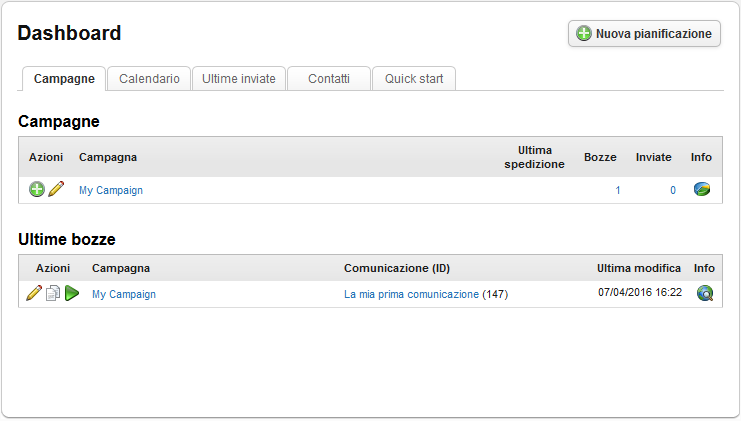 Dashboard
Nuova pianificazione
Campagne Calendario Ultime inviate Contatti Quick start
Campagne
Azioni Campagna Ultima spedizione Bozze Inviate Info
My Campaign 1 0
Ultime bozze
Azioni Campagna Comunicazione (ID) Ultima modifica Info
My Campaign La mia prima comunicazione (147) 07/04/2016 16:22